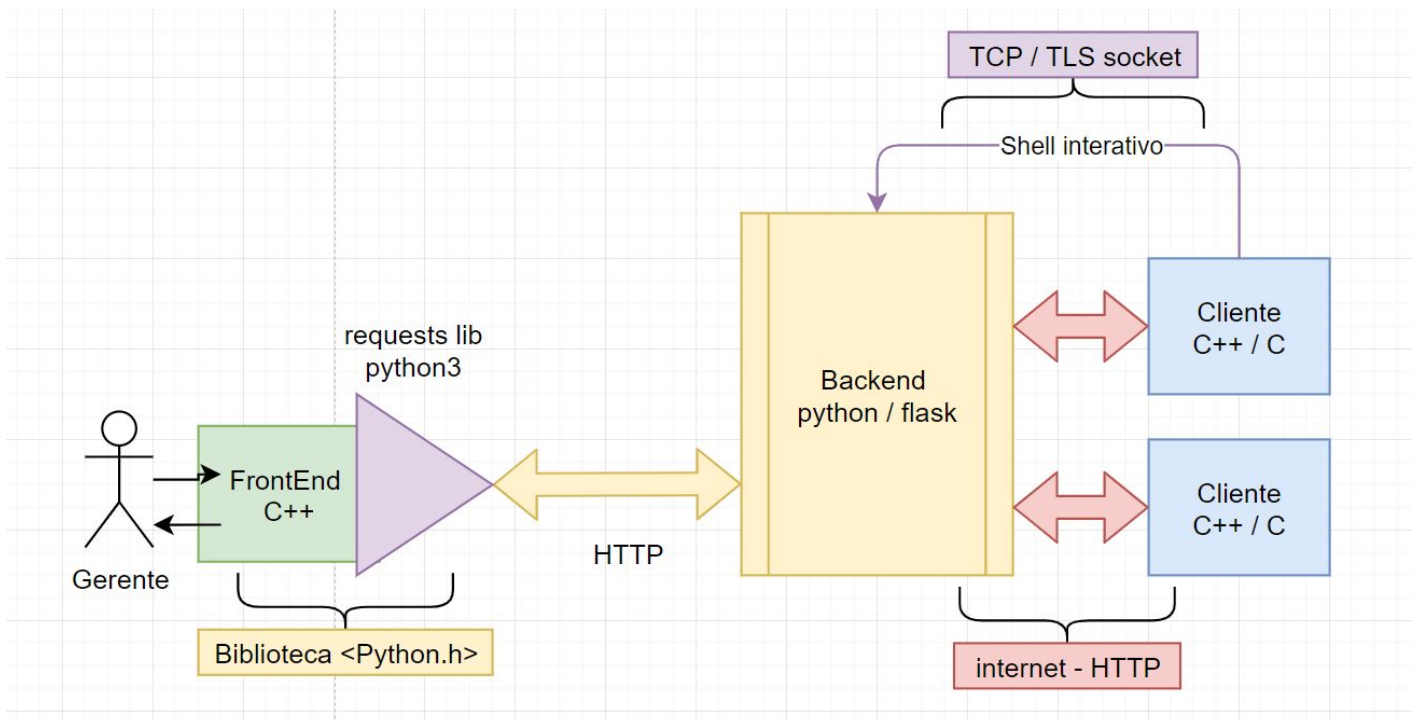 TCP / TLS socket
Shell interativo
requests lib
python3
Backend
python / flask
Cliente
C++ / C
FrontEnd
C++
Cliente
C++ / C
HTTP
Gerente
Biblioteca <Python.h>
internet - HTTP